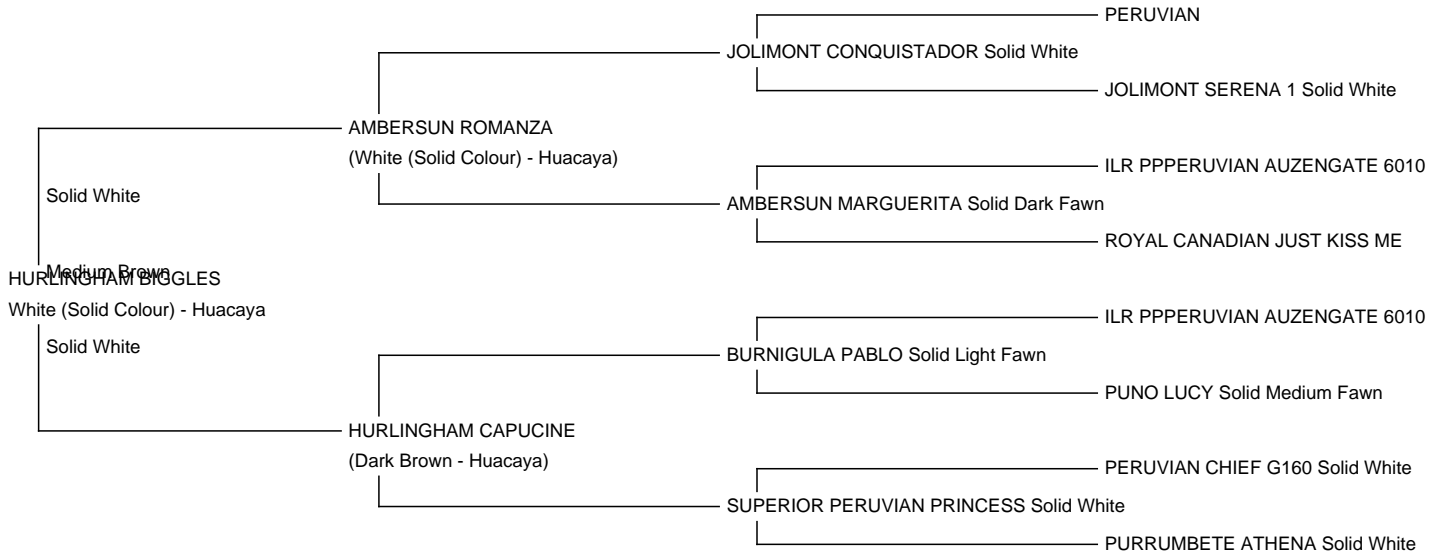 PERUVIAN
JOLIMONT CONQUISTADOR Solid White
JOLIMONT SERENA 1 Solid White
AMBERSUN ROMANZA
(White (Solid Colour) - Huacaya)
ILR PPPERUVIAN AUZENGATE 6010
Solid White
AMBERSUN MARGUERITA Solid Dark Fawn
ROYAL CANADIAN JUST KISS ME
Medium Brown
HURLINGHAM BIGGLES
White (Solid Colour) - Huacaya
ILR PPPERUVIAN AUZENGATE 6010
Solid White
BURNIGULA PABLO Solid Light Fawn
PUNO LUCY Solid Medium Fawn
HURLINGHAM CAPUCINE
(Dark Brown - Huacaya)
PERUVIAN CHIEF G160 Solid White
SUPERIOR PERUVIAN PRINCESS Solid White
PURRUMBETE ATHENA Solid White